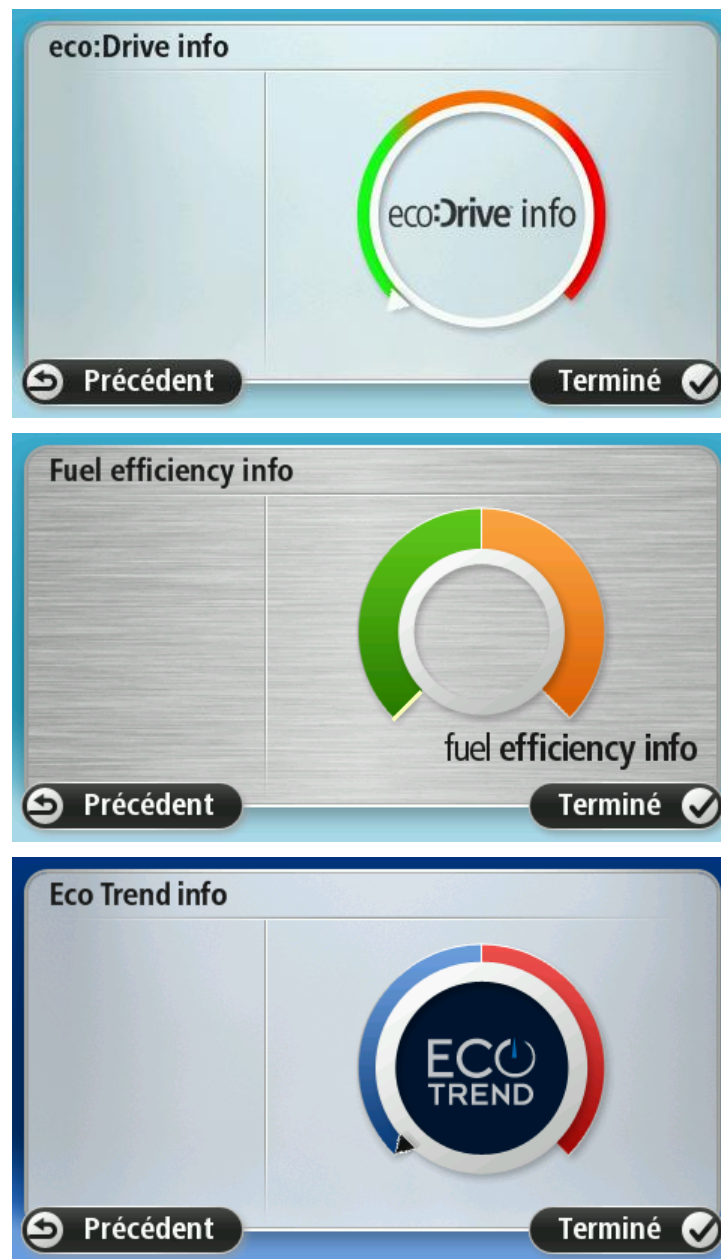 eco:Drive info
eco:Drive info
Précédent
Terminé
Fuel efficiency info
fuel efficiency info
Précédent
Terminé
Eco Trend info
ECO
TREND
Précédent
Terminé